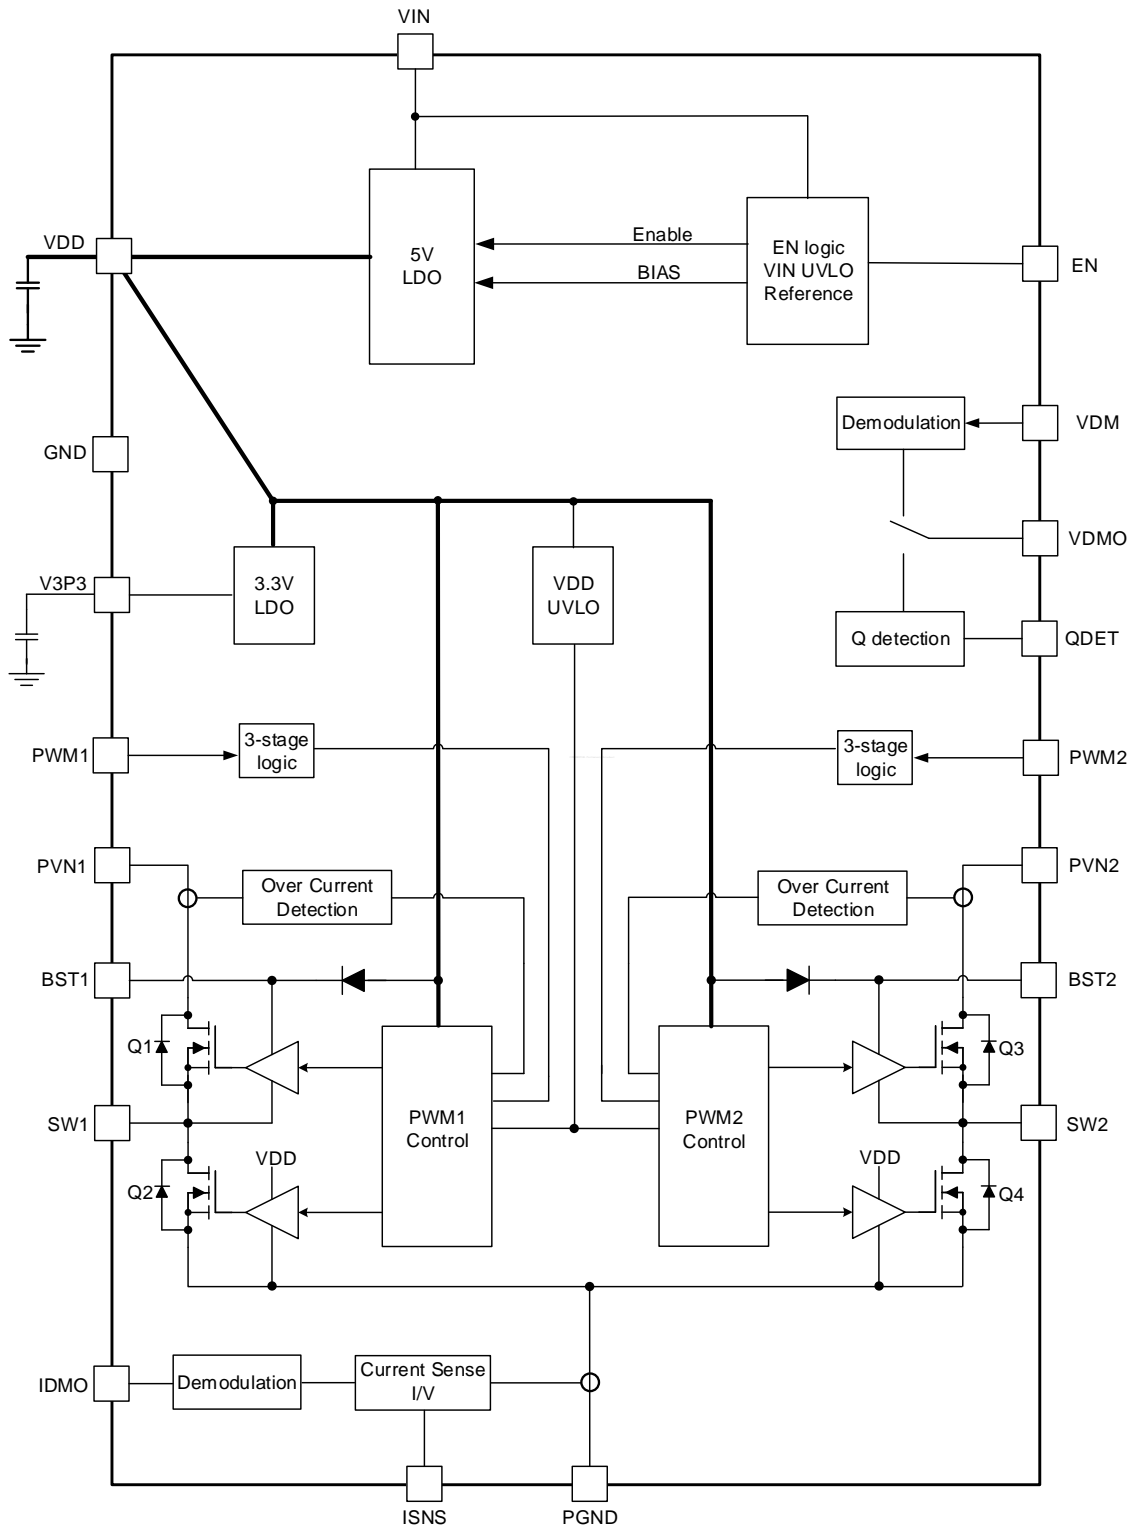 VIN
VDD
5V
LDO
Enable
BIAS
EN logic
VIN UVLO
Reference
EN
Demodulation
VDM
GND
VDMO
V3P3
3.3V
LDO
VDD
UVLO
Q detection
QDET
PWM1
3-stage
logic
3-stage
logic
PWM2
PVN1
Over Current
Detection
Over Current
Detection
PVN2
BST1
BST2
Q1
Q3
SW1
PWM1
Control
PWM2
Control
SW2
VDD
VDD
Q2
Q4
IDMO
Demodulation
Current Sense
I/V
ISNS
PGND